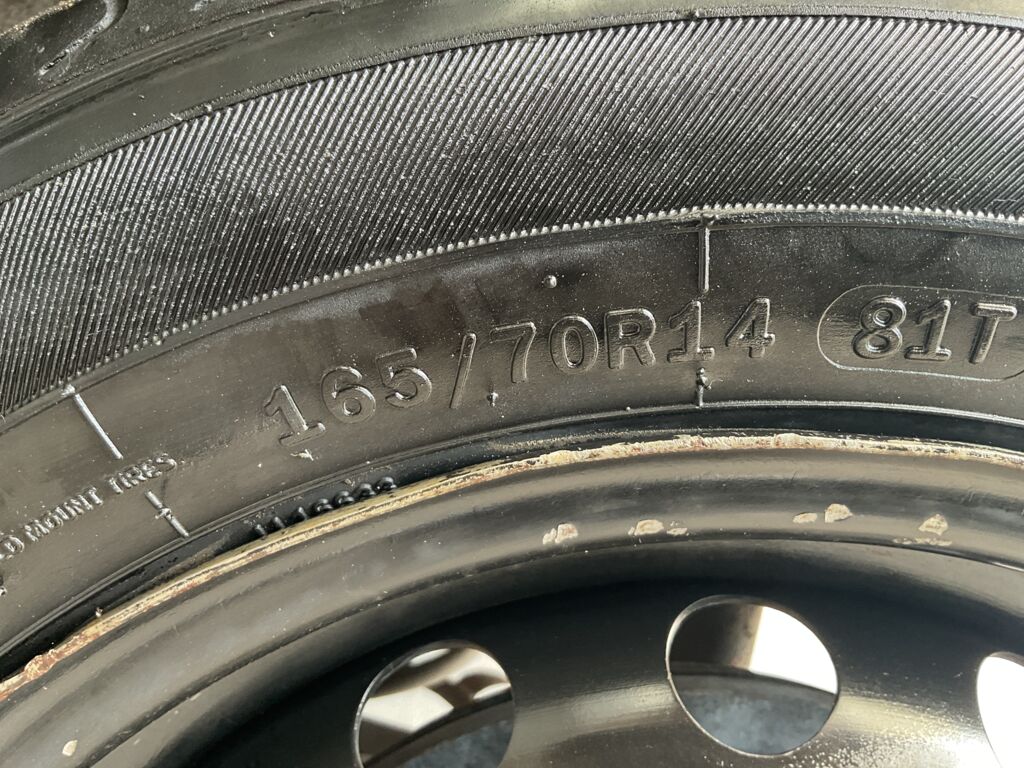 165/70R14 81T
MOUNT TIRES